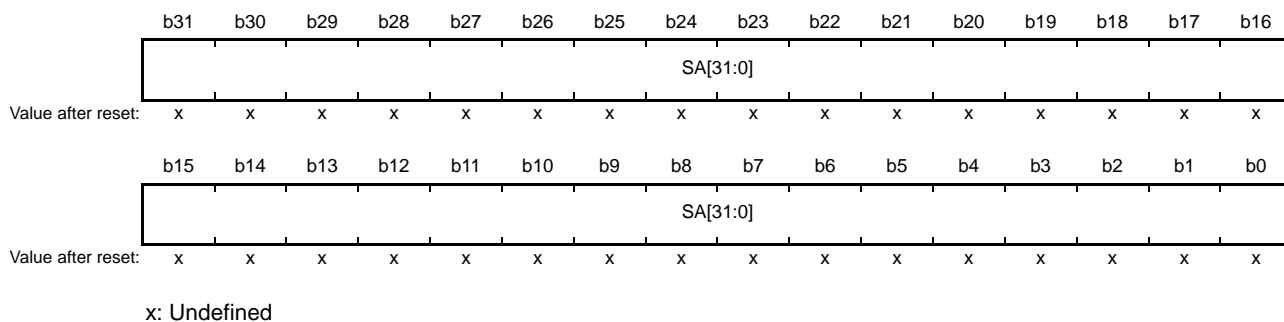 b31 b30 b29 b28 b27 b26 b25 b24 b23 b22 b21 b20 b19 b18 b17 b16
SA[31:0]
Value after reset: x x x x x x x x x x x x x x x x
b15 b14 b13 b12 b11 b10 b9 b8 b7 b6 b5 b4 b3 b2 b1 b0
SA[31:0]
Value after reset: x x x x x x x x x x x x x x x x
x: Undefined